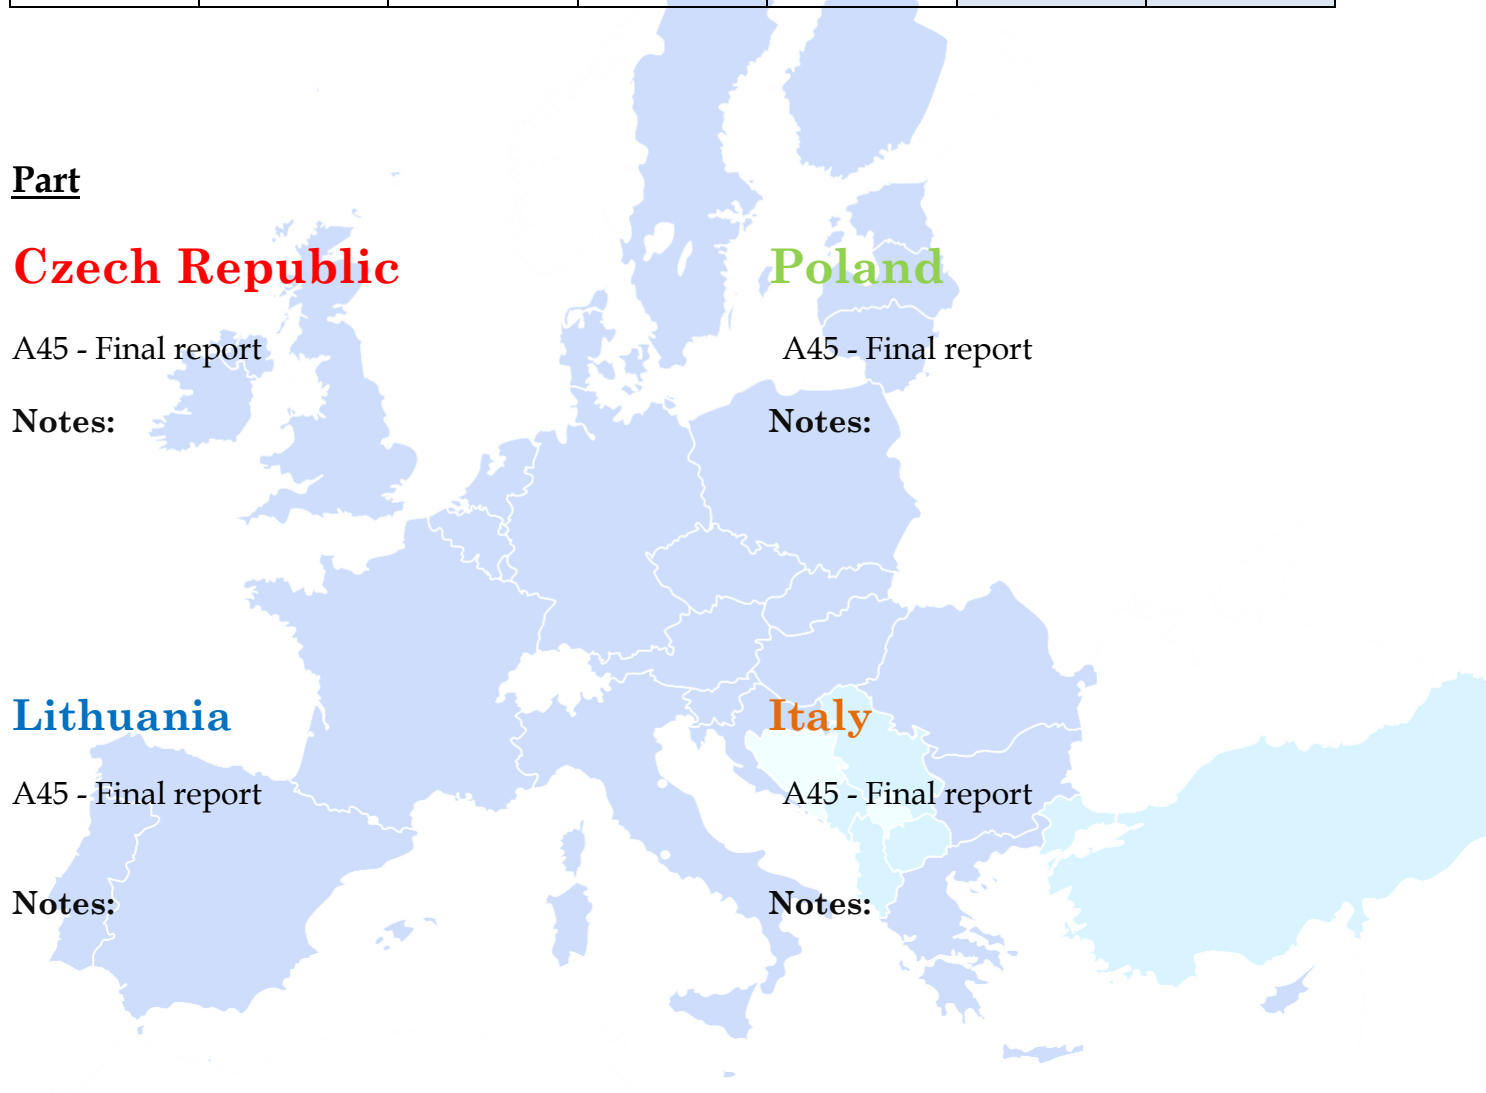 Part
Czech Republic
Poland
A45 - Final report
A45 - Final report
Notes:
Notes:
Lithuania
Italy
A45 - Final report
A45 - Final report
Notes:
Notes: